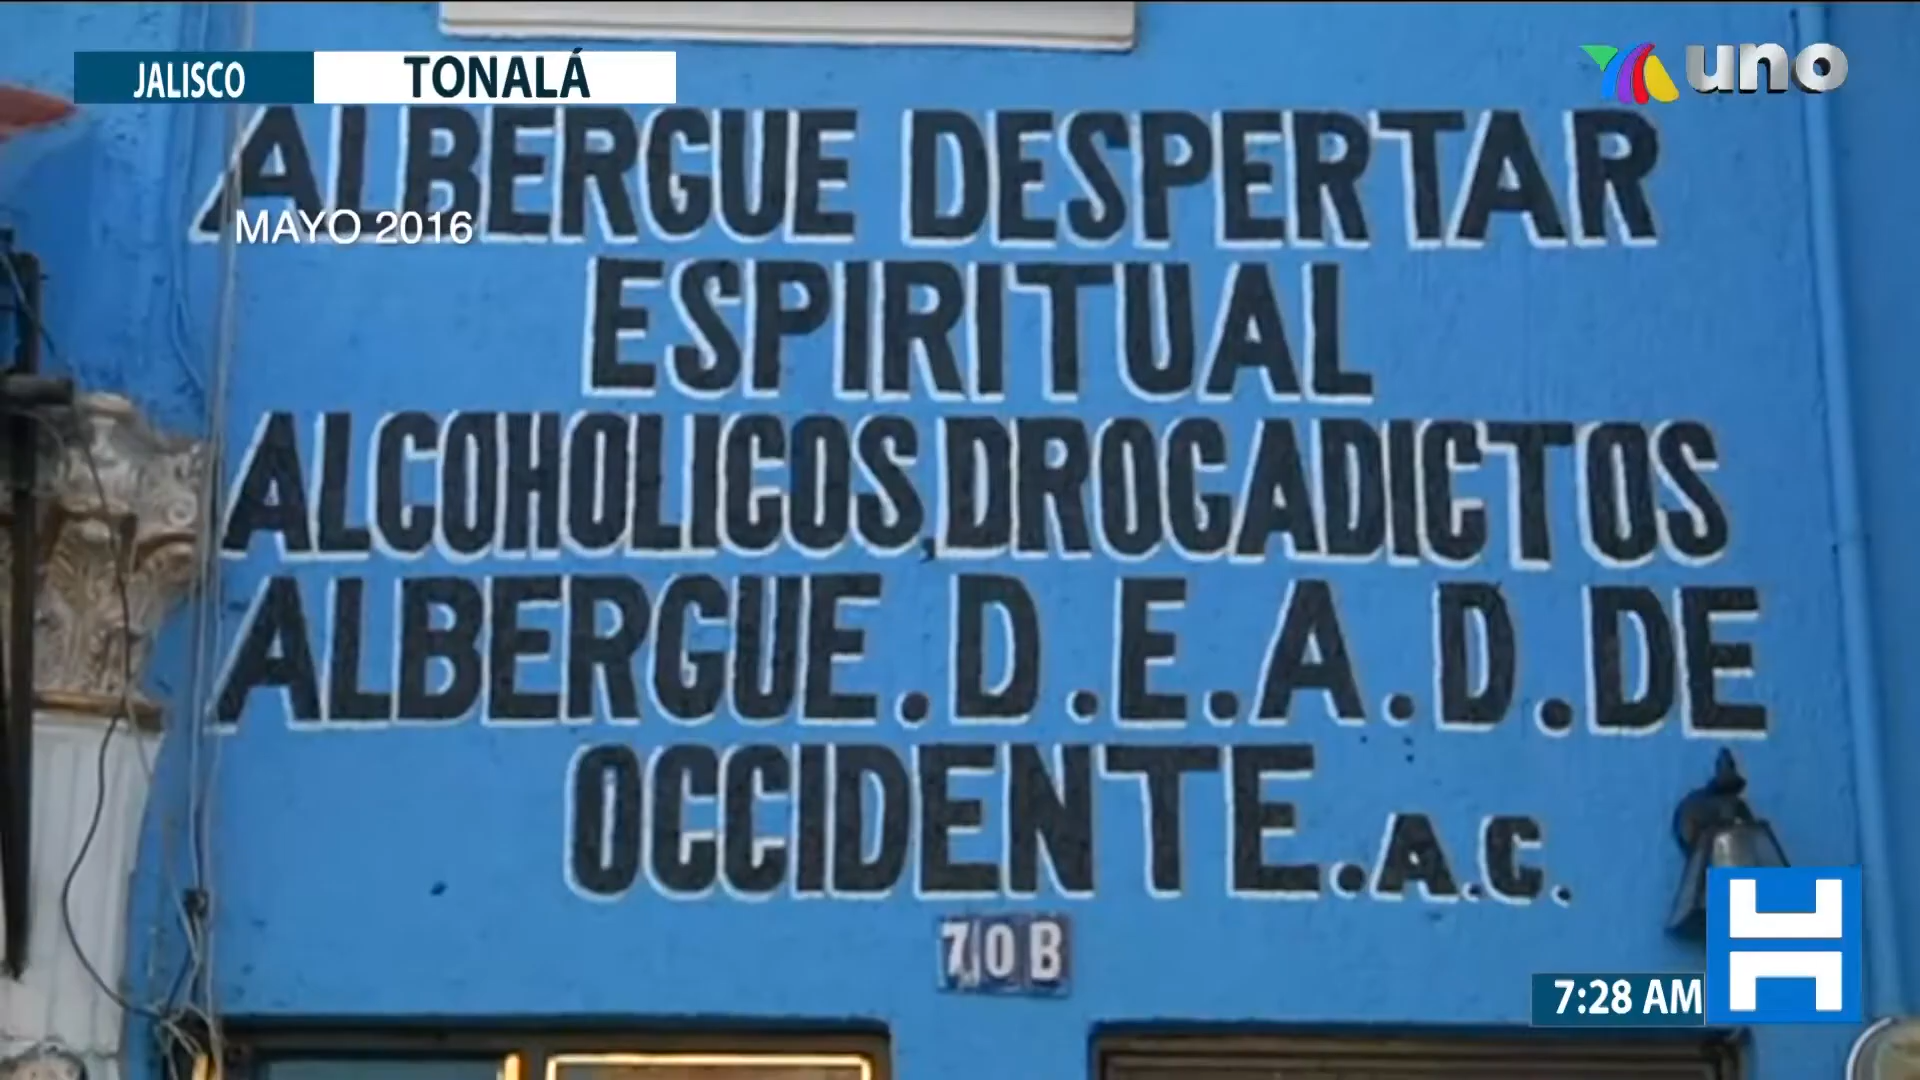 JALISCO TONALÁ
uno
ALBERGUE DESPERTAR
MAYO 2016
ESPIRITUAL
ALCOHOLICOS,DROGADICTOS
ALBERGUE.D.E.A.D.DE
OCCIDENTE.A.C.
70B
7:28 AM
H